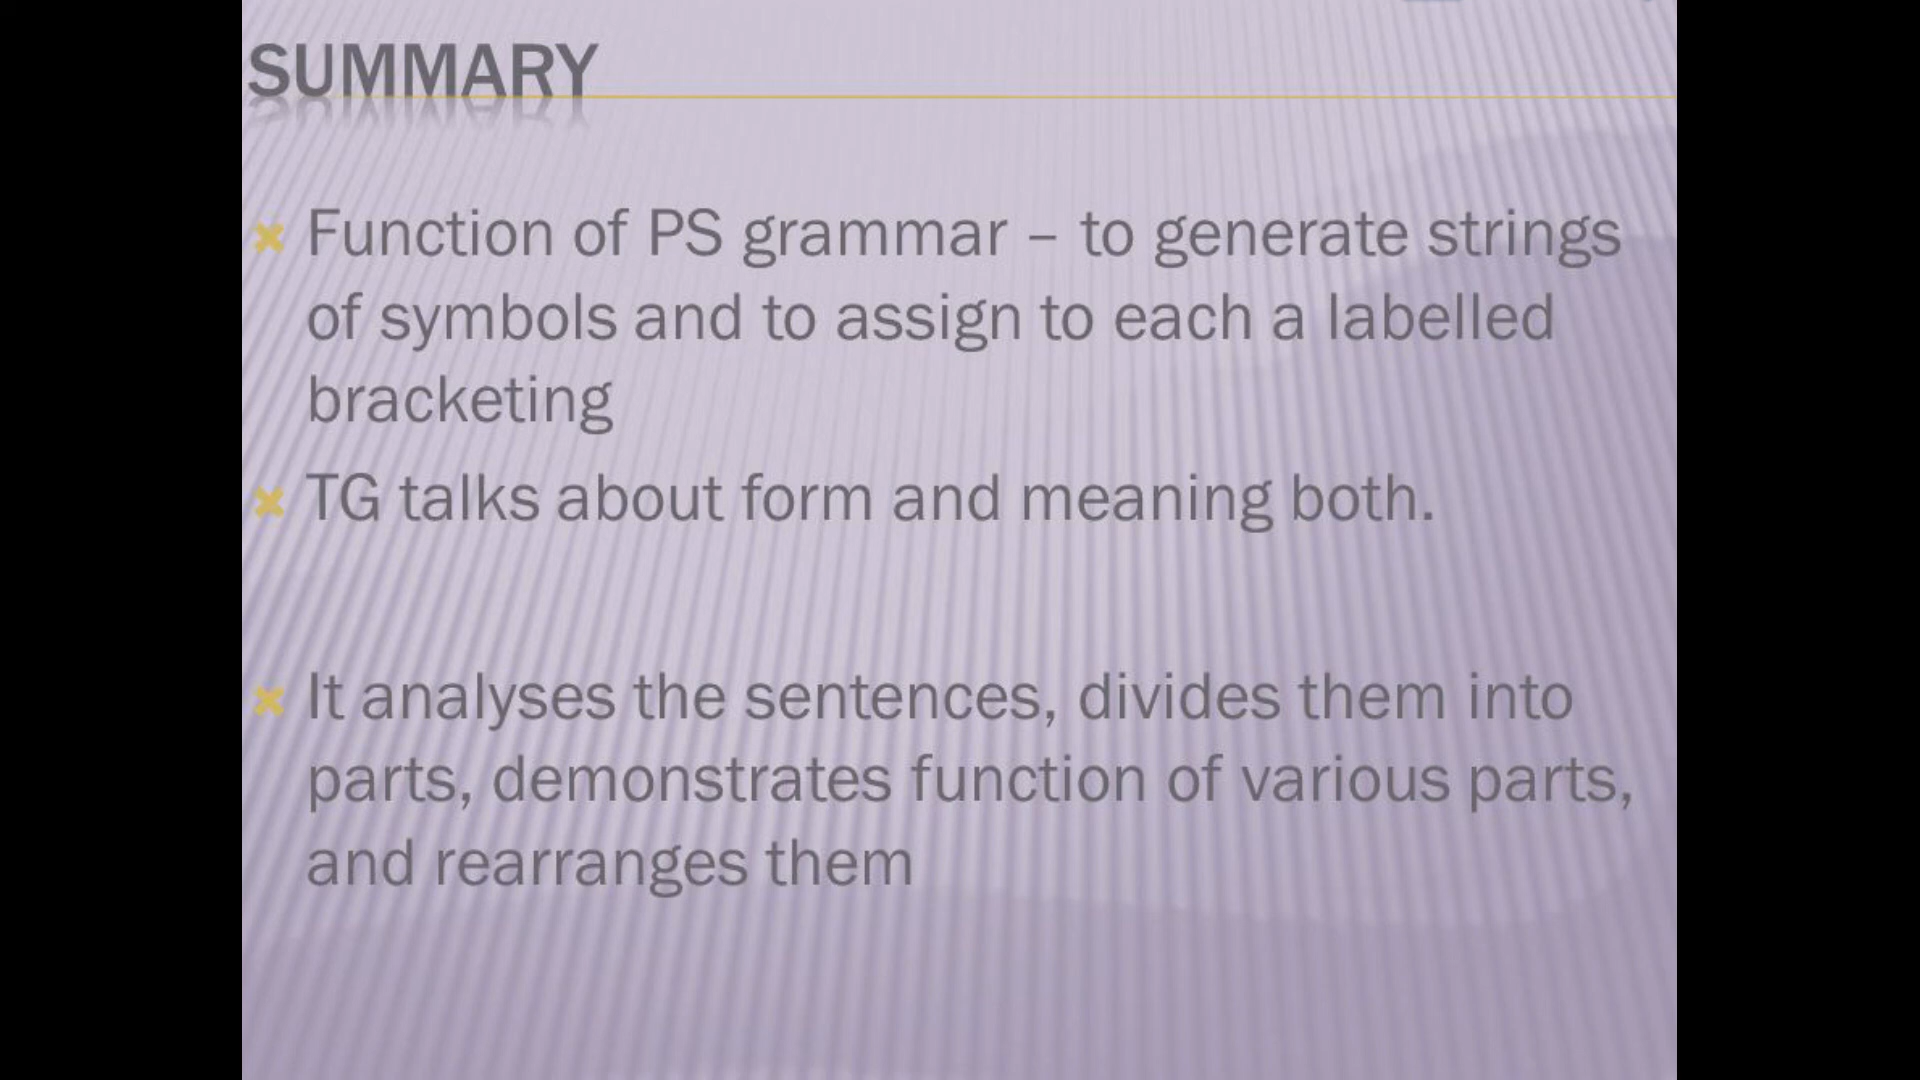 SUMMARY
Function of PS grammar – to generate strings
of symbols and to assign to each a labelled
bracketing
TG talks about form and meaning both.
It analyses the sentences, divides them into
parts, demonstrates function of various parts,
and rearranges them